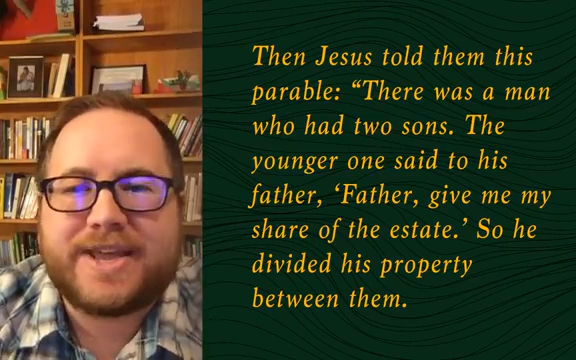 Then Jesus told them this
parable: “There was a man
who had two sons. The
younger one said to his
father, ‘Father, give me my
share of the estate.’ So he
divided his property
between them.